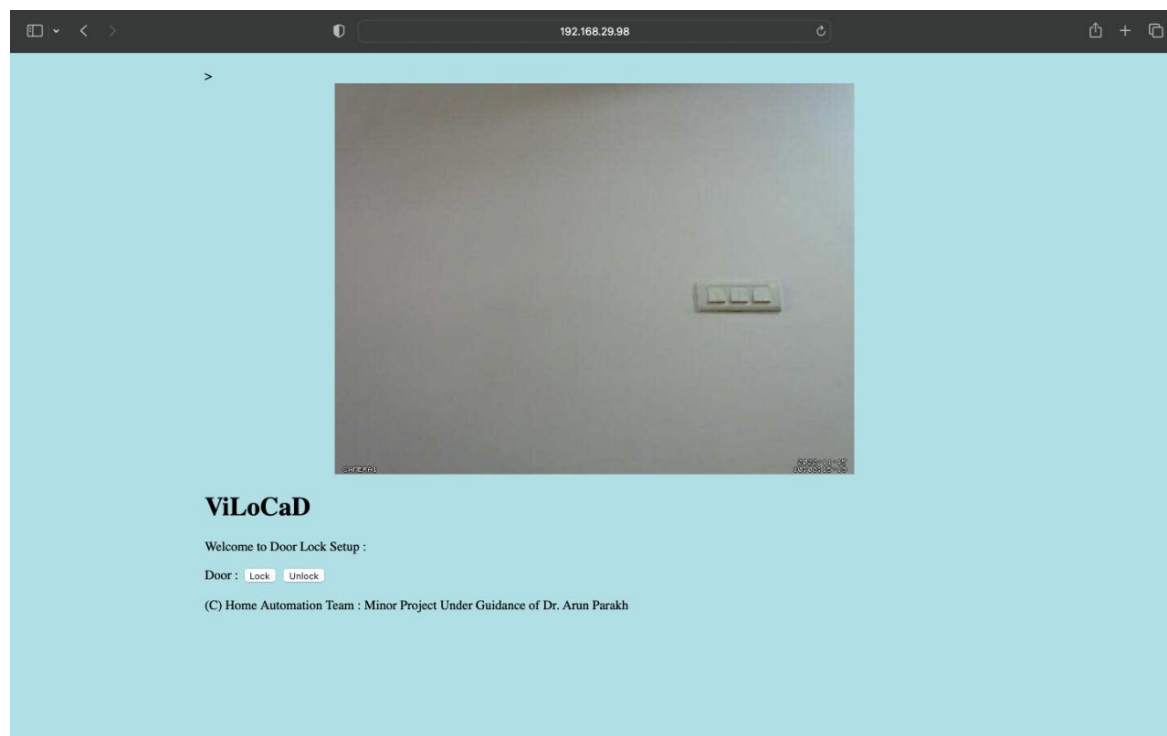 192.168.29.98
>
CAMERA1
ViLoCaD
Welcome to Door Lock Setup :
Door : Lock Unlock
(C) Home Automation Team : Minor Project Under Guidance of Dr. Arun Parakh